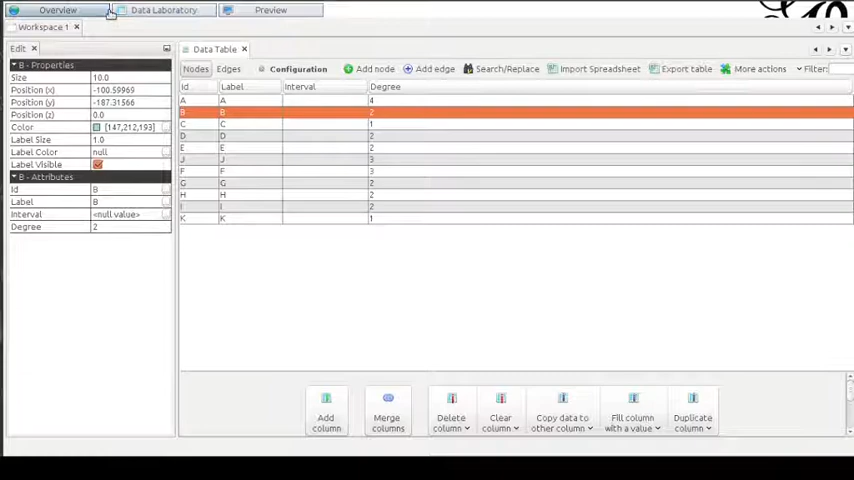 Overview Data Laboratory Preview
Workspace 1
Edit Data Table
Nodes Edges Configuration Add node Add edge Search/Replace Import Spreadsheet Export table More actions Filter:
B - Properties
Size 10.0
Position (x) -100.59969
Position (y) -187.31566
Position (z) 0.0
Color [147,212,193]
Label Size 1.0
Label Color null
Label Visible
B - Attributes
Id B
Label B
Interval <null value>
Degree 2
Id Label Interval Degree
A A 4
B B 2
C C 1
D D 2
E E 2
J J 3
F F 3
G G 2
H H 2
I I 2
K K 1
Add column
Merge columns
Delete column
Clear column
Copy data to other column
Fill column with a value
Duplicate column